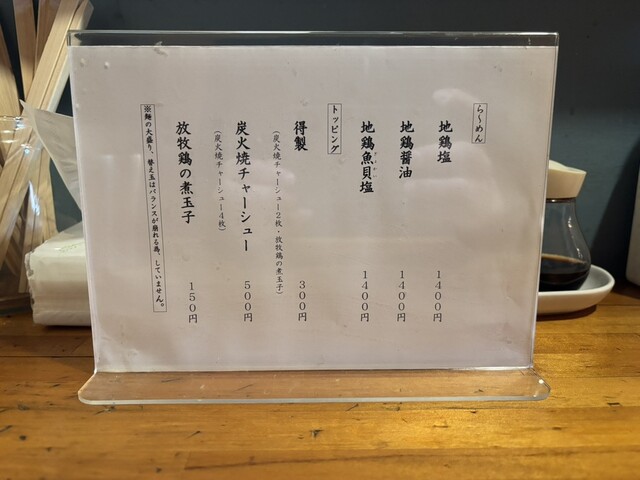 らーめん
地鶏塩 1400円
地鶏醤油 1400円
地鶏魚貝塩 1400円
トッピング
得製 300円
(炭火焼チャーシュー2枚・放牧鶏の煮玉子)
炭火焼チャーシュー 500円
(炭火焼チャーシュー4枚)
放牧鶏の煮玉子 150円
※麺の大盛り、替え玉はバランスが崩れる為、していません。